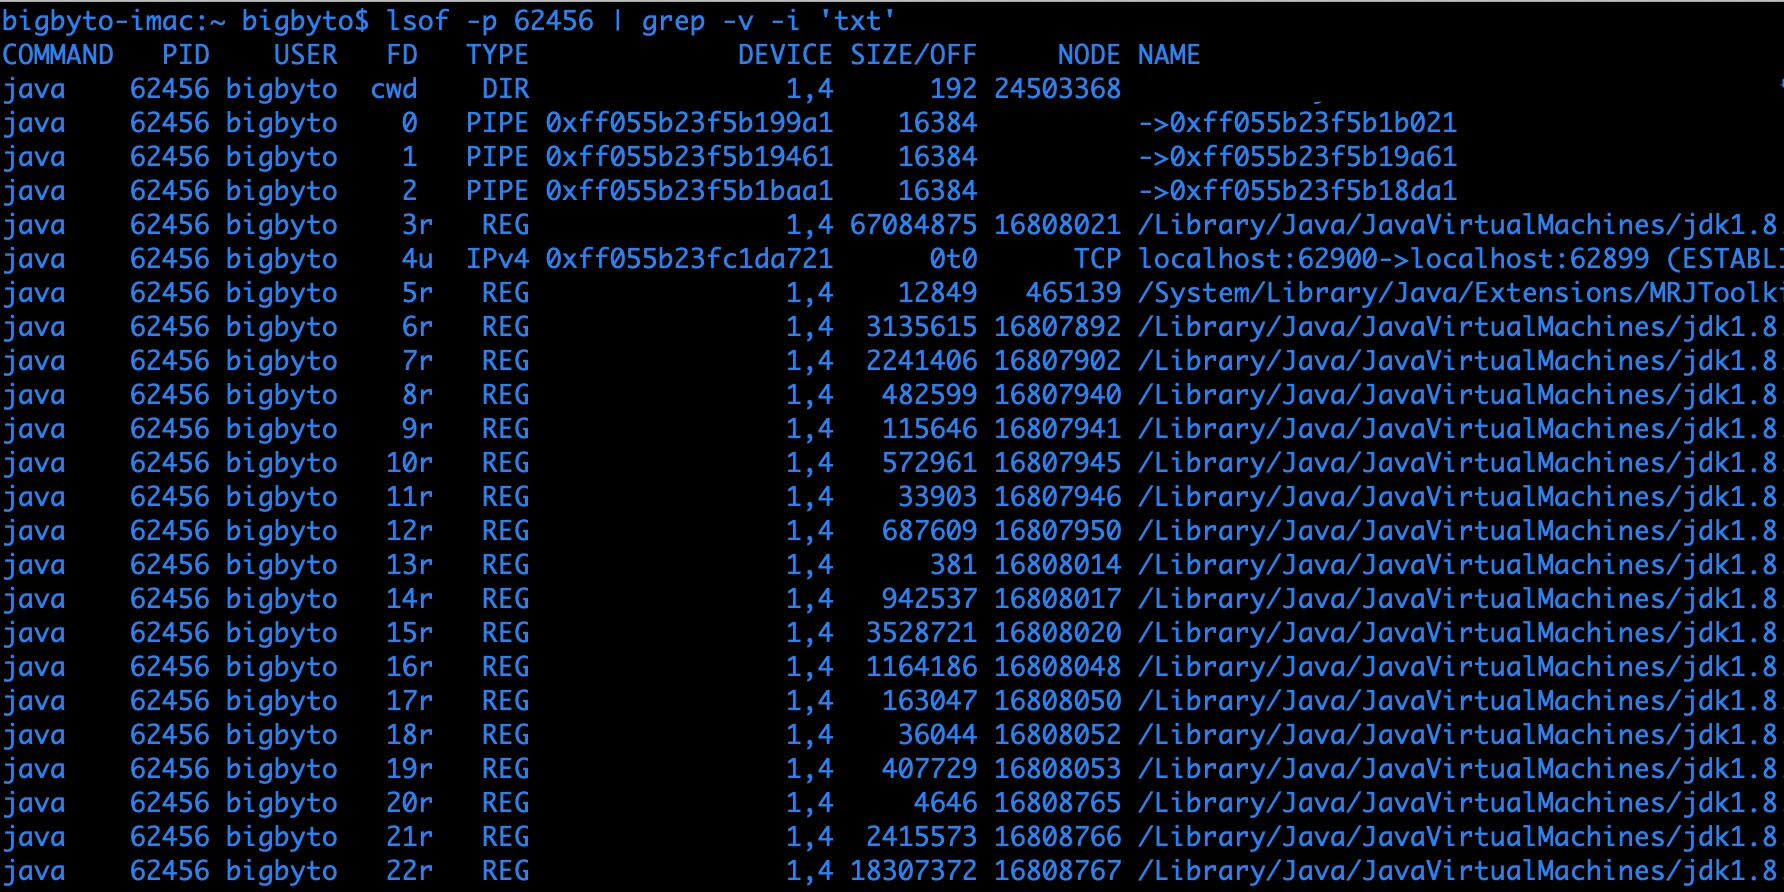 bigbyto-imac:~ bigbyto$ lsof -p 62456 | grep -v -i 'txt'
COMMAND   PID    USER   FD   TYPE             DEVICE SIZE/OFF     NODE NAME
java    62456 bigbyto  cwd    DIR                1,4      192 24503368
java    62456 bigbyto    0   PIPE 0xff055b23f5b199a1    16384          ->0xff055b23f5b1b021
java    62456 bigbyto    1   PIPE 0xff055b23f5b19461    16384          ->0xff055b23f5b19a61
java    62456 bigbyto    2   PIPE 0xff055b23f5b1baa1    16384          ->0xff055b23f5b18da1
java    62456 bigbyto    3r   REG                1,4 67084875 16808021 /Library/Java/JavaVirtualMachines/jdk1.8
java    62456 bigbyto    4u  IPv4 0xff055b23fc1da721      0t0      TCP localhost:62900->localhost:62899 (ESTABLI
java    62456 bigbyto    5r   REG                1,4    12849   465139 /System/Library/Java/Extensions/MRJToolki
java    62456 bigbyto    6r   REG                1,4  3135615 16807892 /Library/Java/JavaVirtualMachines/jdk1.8
java    62456 bigbyto    7r   REG                1,4  2241406 16807902 /Library/Java/JavaVirtualMachines/jdk1.8
java    62456 bigbyto    8r   REG                1,4   482599 16807940 /Library/Java/JavaVirtualMachines/jdk1.8
java    62456 bigbyto    9r   REG                1,4   115646 16807941 /Library/Java/JavaVirtualMachines/jdk1.8
java    62456 bigbyto   10r   REG                1,4   572961 16807945 /Library/Java/JavaVirtualMachines/jdk1.8
java    62456 bigbyto   11r   REG                1,4    33903 16807946 /Library/Java/JavaVirtualMachines/jdk1.8
java    62456 bigbyto   12r   REG                1,4   687609 16807950 /Library/Java/JavaVirtualMachines/jdk1.8
java    62456 bigbyto   13r   REG                1,4      381 16808014 /Library/Java/JavaVirtualMachines/jdk1.8
java    62456 bigbyto   14r   REG                1,4   942537 16808017 /Library/Java/JavaVirtualMachines/jdk1.8
java    62456 bigbyto   15r   REG                1,4  3528721 16808020 /Library/Java/JavaVirtualMachines/jdk1.8
java    62456 bigbyto   16r   REG                1,4  1164186 16808048 /Library/Java/JavaVirtualMachines/jdk1.8
java    62456 bigbyto   17r   REG                1,4   163047 16808050 /Library/Java/JavaVirtualMachines/jdk1.8
java    62456 bigbyto   18r   REG                1,4    36044 16808052 /Library/Java/JavaVirtualMachines/jdk1.8
java    62456 bigbyto   19r   REG                1,4   407729 16808053 /Library/Java/JavaVirtualMachines/jdk1.8
java    62456 bigbyto   20r   REG                1,4     4646 16808765 /Library/Java/JavaVirtualMachines/jdk1.8
java    62456 bigbyto   21r   REG                1,4  2415573 16808766 /Library/Java/JavaVirtualMachines/jdk1.8
java    62456 bigbyto   22r   REG                1,4 18307372 16808767 /Library/Java/JavaVirtualMachines/jdk1.8